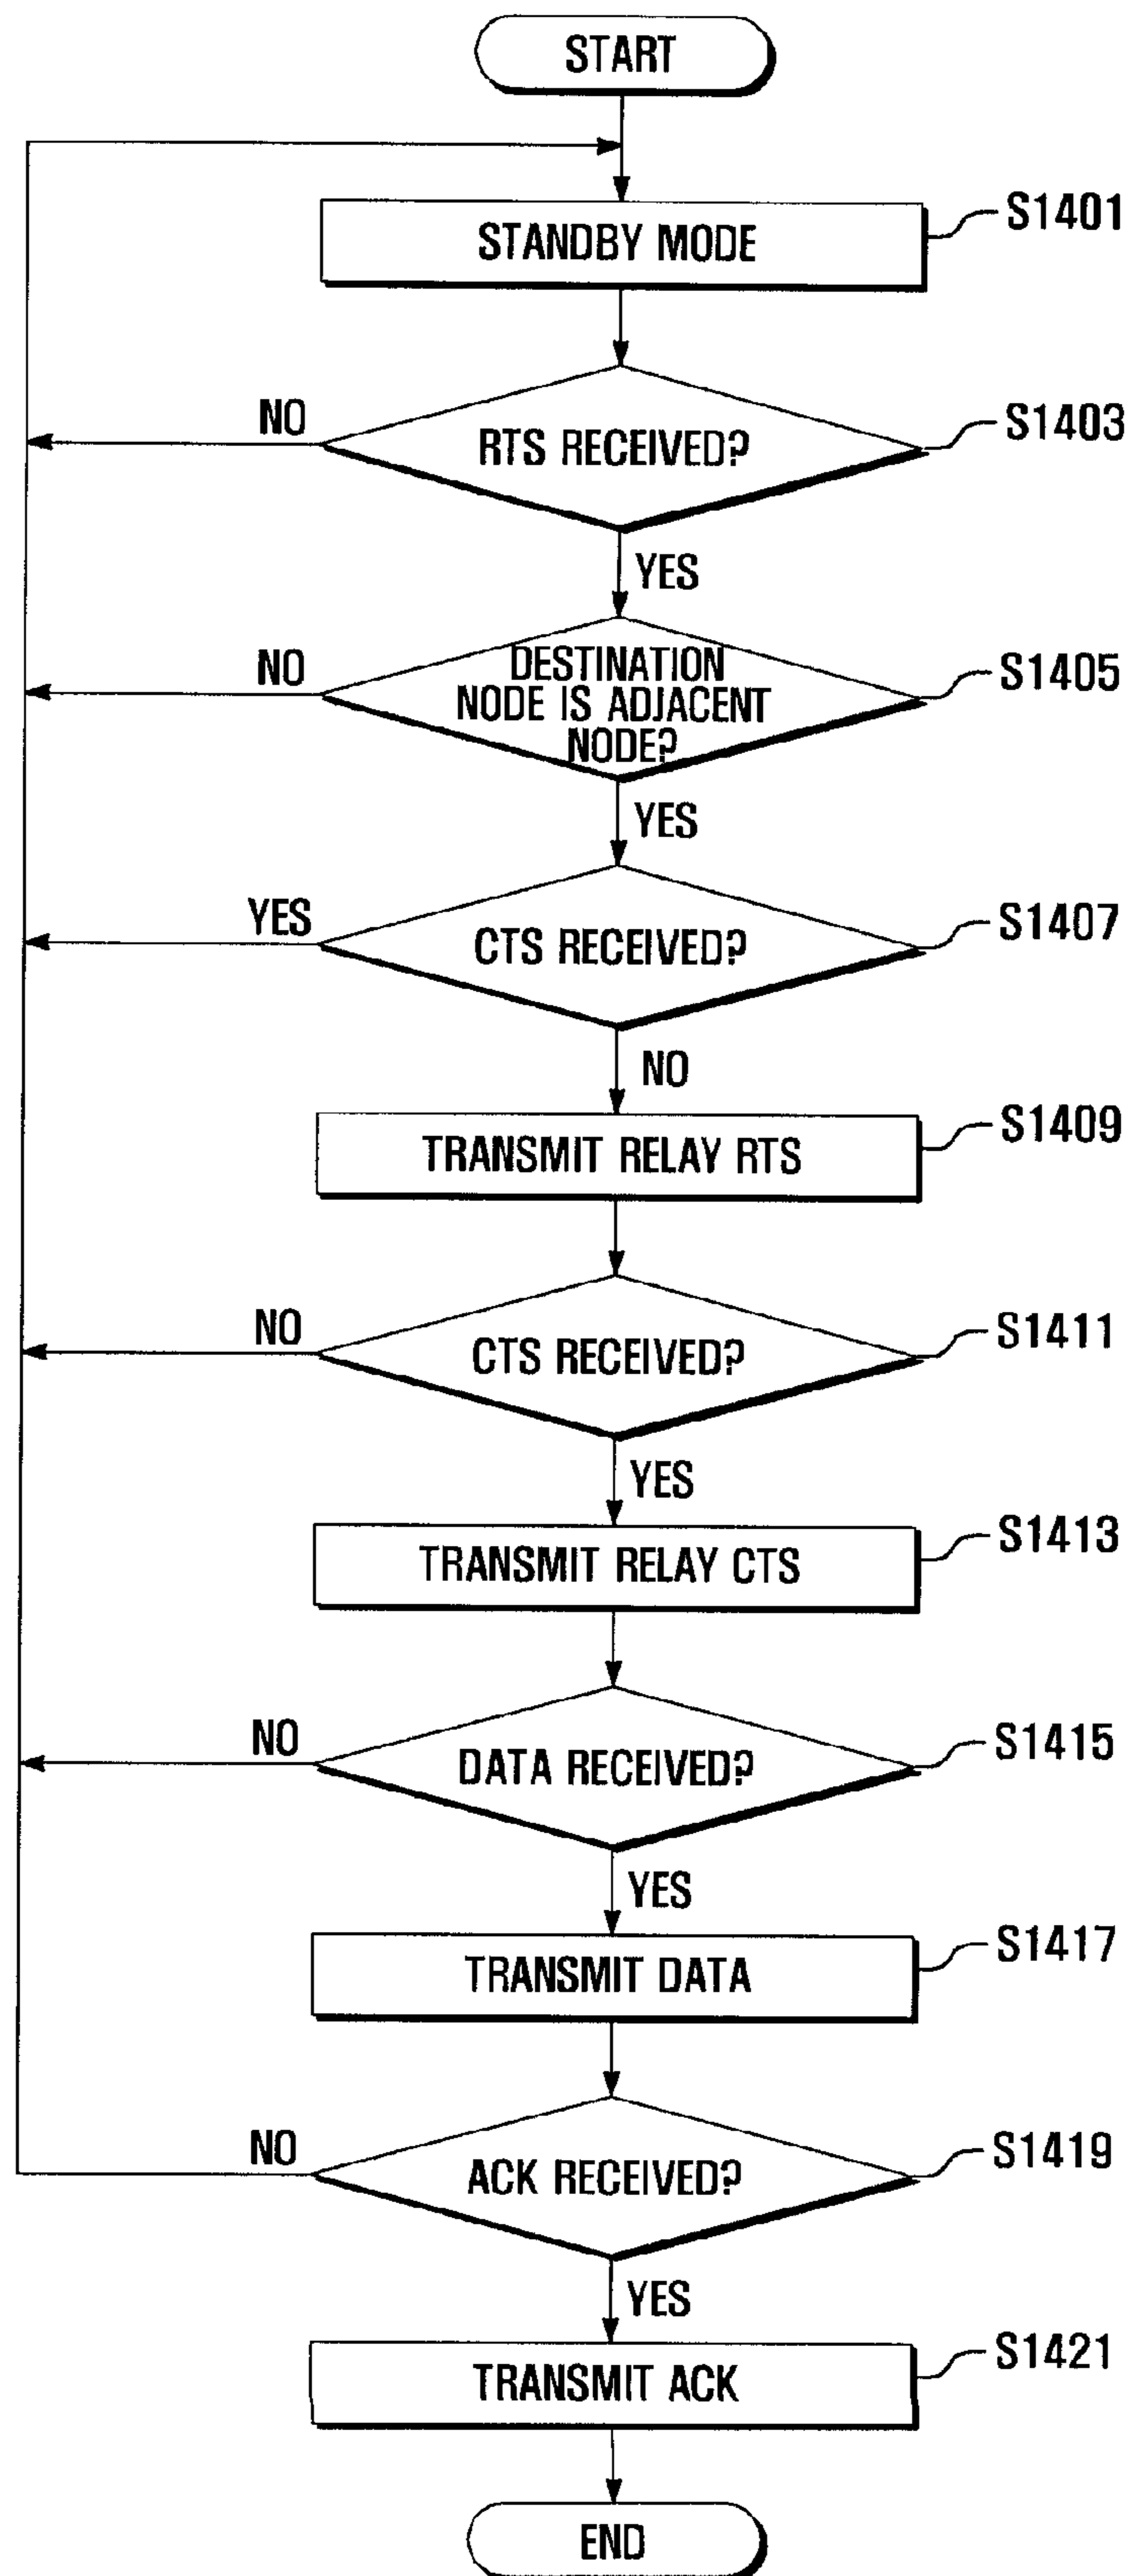 START
STANDBY MODE
S1401
RTS RECEIVED?
S1403
NO
YES
DESTINATION
NODE IS ADJACENT
NODE?
S1405
NO
YES
CTS RECEIVED?
S1407
YES
NO
TRANSMIT RELAY RTS
S1409
CTS RECEIVED?
S1411
NO
YES
TRANSMIT RELAY CTS
S1413
DATA RECEIVED?
S1415
NO
YES
TRANSMIT DATA
S1417
ACK RECEIVED?
S1419
NO
YES
TRANSMIT ACK
S1421
END